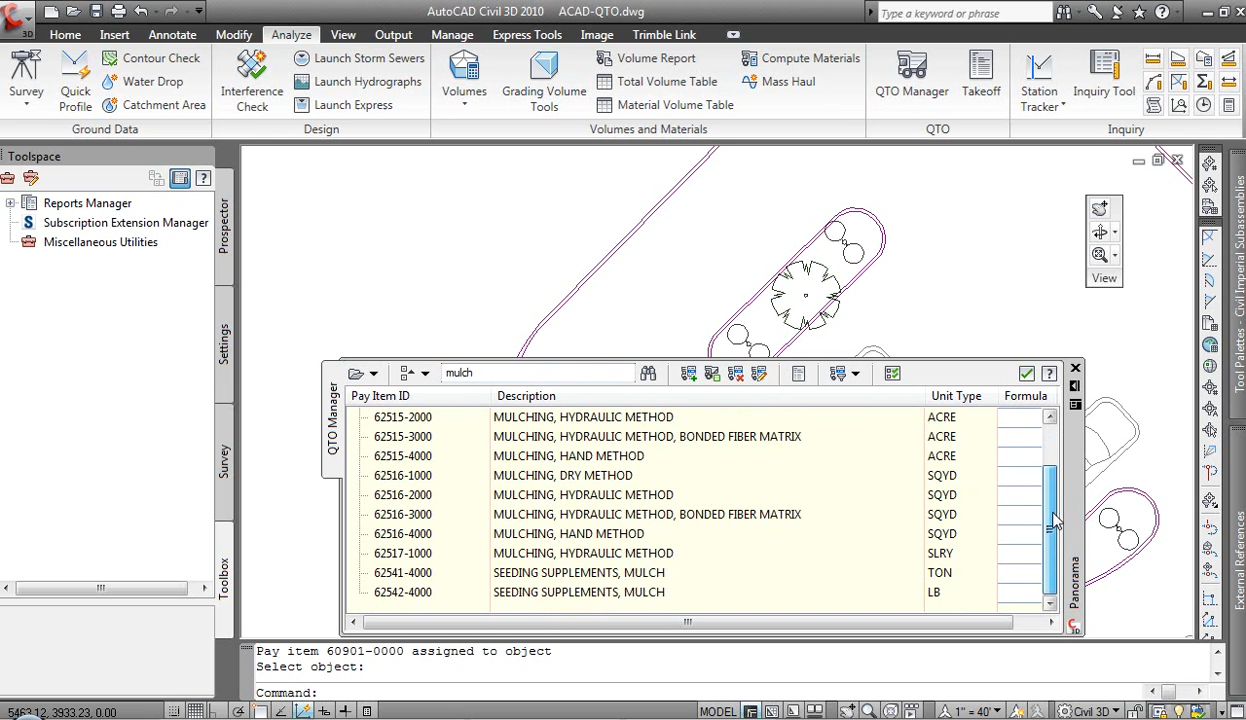 AutoCAD Civil 3D 2010 ACAD-QTO.dwg
Type a keyword or phrase
3D
Home Insert Annotate Modify Analyze View Output Manage Express Tools Image Trimble Link
Survey
Quick Profile
Contour Check
Water Drop
Catchment Area
Ground Data
Interference Check
Launch Storm Sewers
Launch Hydrographs
Launch Express
Design
Volumes
Grading Volume Tools
Volume Report
Total Volume Table
Material Volume Table
Compute Materials
Mass Haul
Volumes and Materials
QTO Manager
Takeoff
QTO
Station Tracker
Inquiry Tool
Inquiry
Toolspace
Reports Manager
Subscription Extension Manager
Miscellaneous Utilities
Prospector
Settings
Survey
Toolbox
View
Tool Palettes - Civil Imperial Subassemblies
External References
QTO Manager
Panorama
mulch
Pay Item ID Description Unit Type Formula
62515-2000 MULCHING, HYDRAULIC METHOD ACRE
62515-3000 MULCHING, HYDRAULIC METHOD, BONDED FIBER MATRIX ACRE
62515-4000 MULCHING, HAND METHOD ACRE
62516-1000 MULCHING, DRY METHOD SQYD
62516-2000 MULCHING, HYDRAULIC METHOD SQYD
62516-3000 MULCHING, HYDRAULIC METHOD, BONDED FIBER MATRIX SQYD
62516-4000 MULCHING, HAND METHOD SQYD
62517-1000 MULCHING, HYDRAULIC METHOD SLRY
62541-4000 SEEDING SUPPLEMENTS, MULCH TON
62542-4000 SEEDING SUPPLEMENTS, MULCH LB
Pay item 60901-0000 assigned to object
Select object:
Command:
5463.12, 3933.23, 0.00 MODEL 1" = 40' Civil 3D